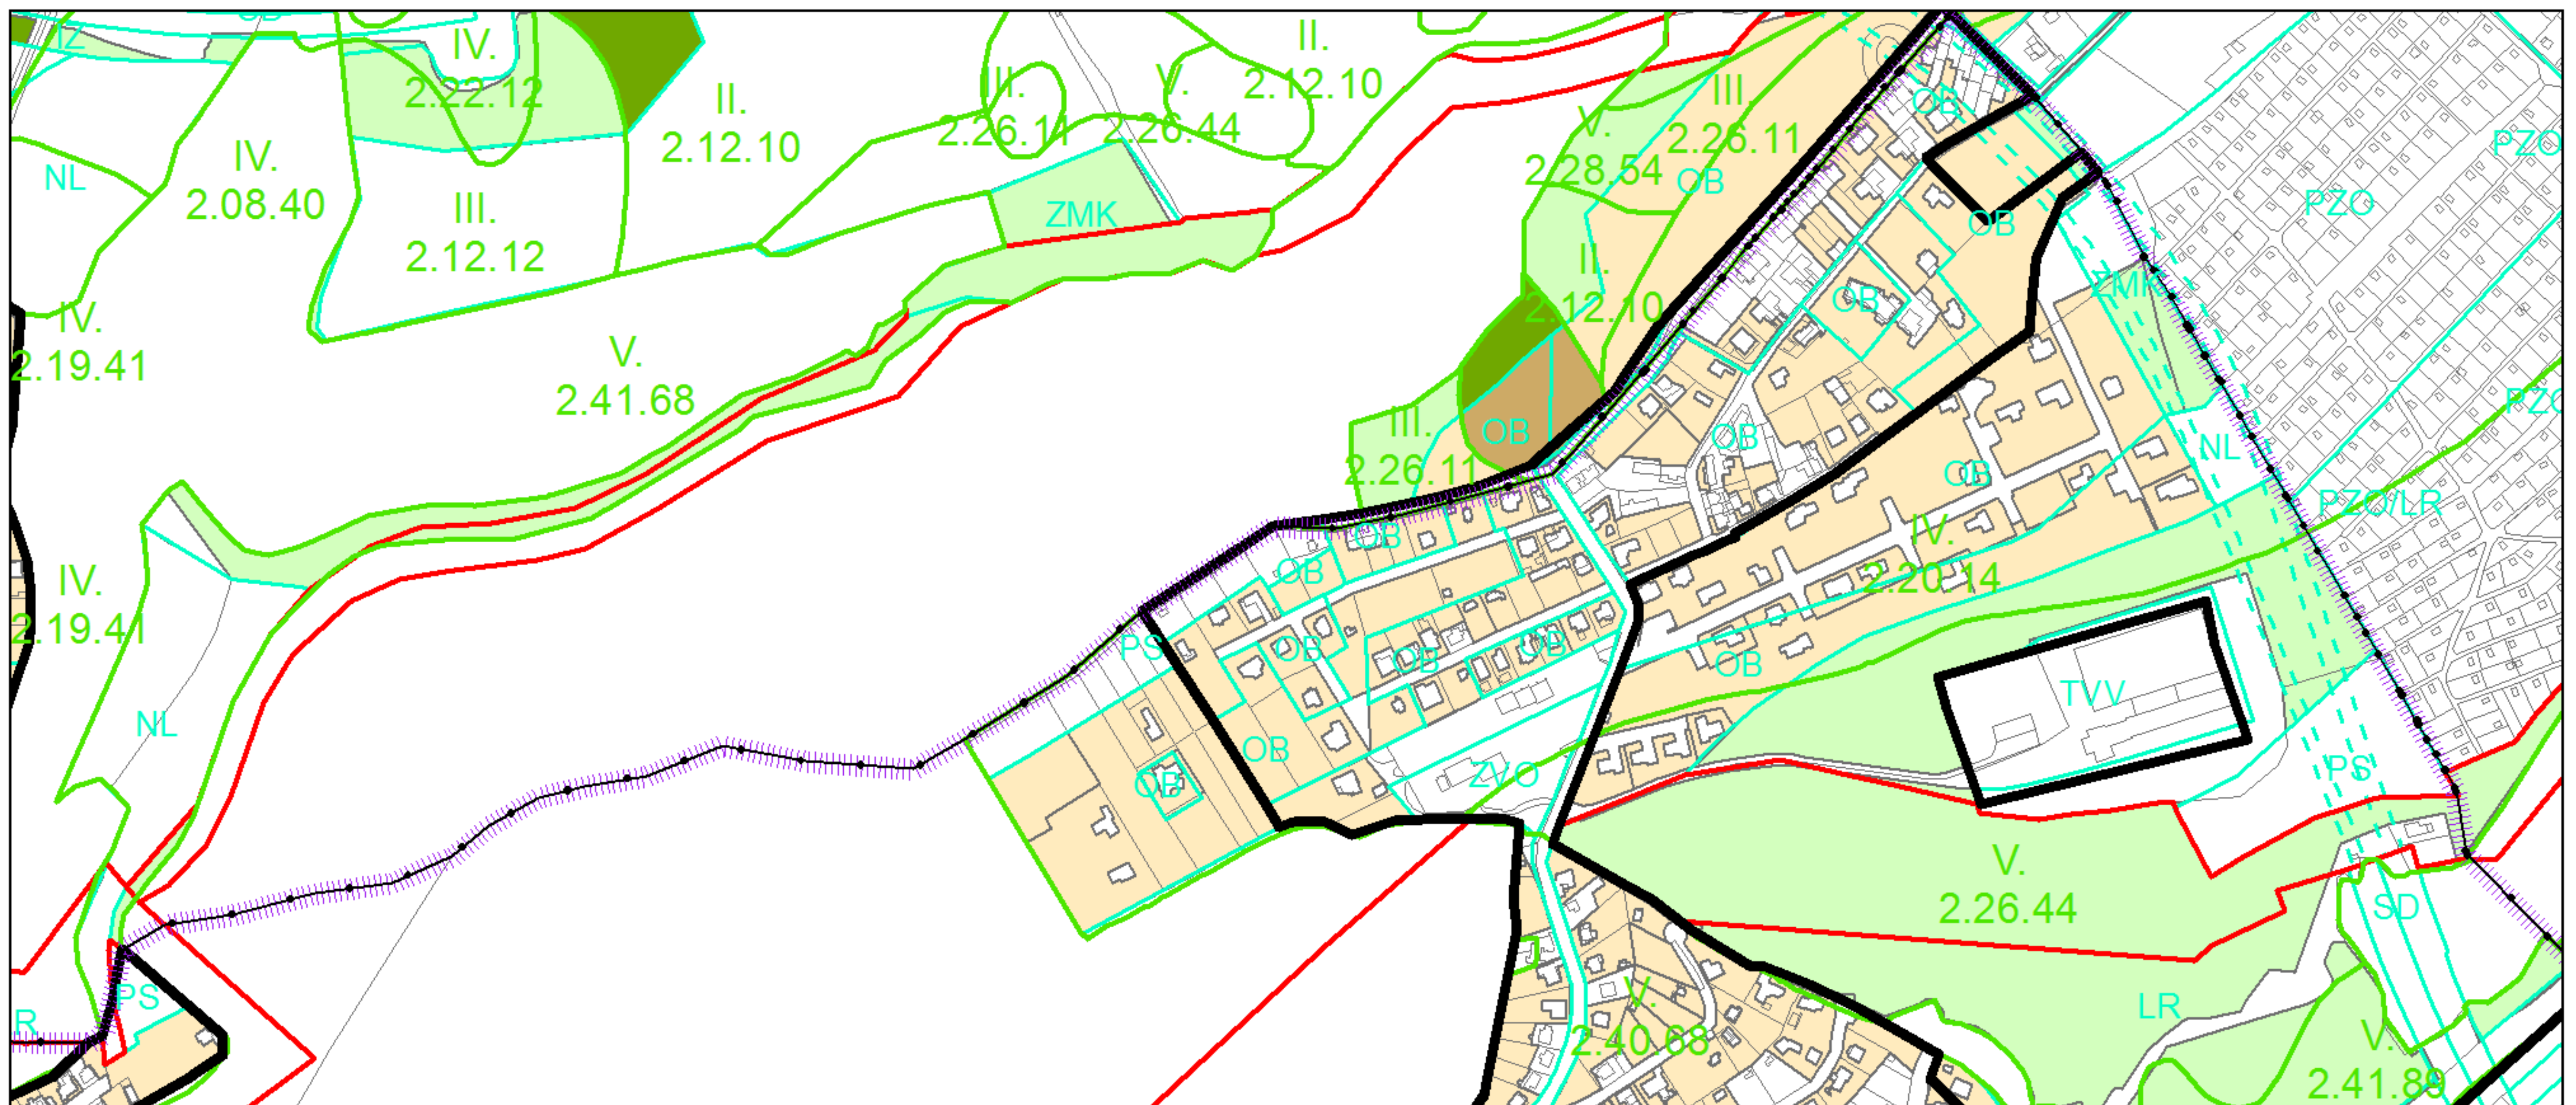 IZ
IV.
2.22.12
II.
2.12.10
III.
2.26.11
V.
2.26.44
II.
2.12.10
V.
2.28.54
III.
2.26.11
OB
OB
PZO
NL
IV.
2.08.40
III.
2.12.12
ZMK
PZO
OB
II.
2.12.10
OB
ZMK
IV.
2.19.41
V.
2.41.68
III.
2.26.11
OB
OB
OB
NL
PZO
PZO/LR
OB
OB
IV.
2.20.14
IV.
2.19.41
PS
OB
OB
OB
OB
TVV
NL
OB
OB
ZVO
PS
V.
2.26.44
SD
PS
R
V.
2.40.68
LR
V.
2.41.89